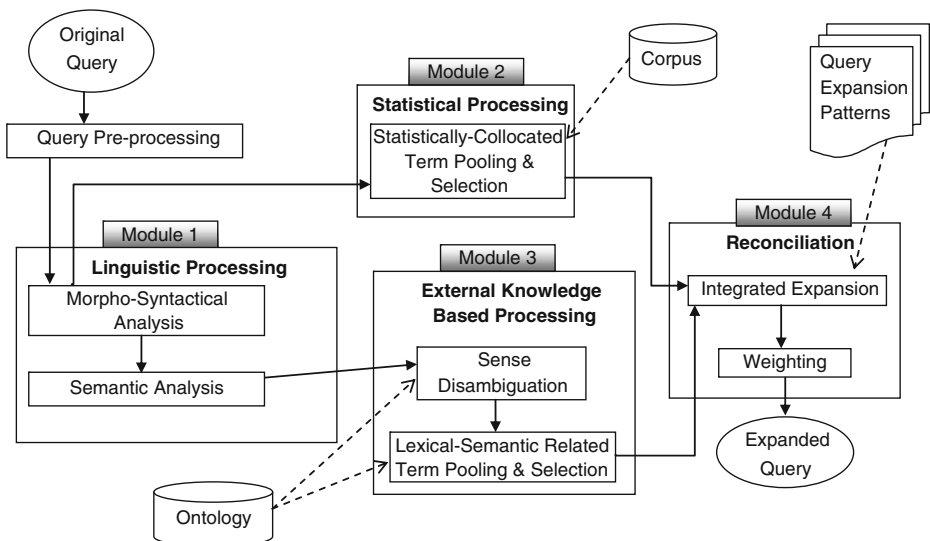 Original
Query
Query Pre-processing
Module 1
Linguistic Processing
Morpho-Syntactical
Analysis
Semantic Analysis
Module 2
Statistical Processing
Statistically-Collocated
Term Pooling &
Selection
Corpus
Module 3
External Knowledge
Based Processing
Sense
Disambiguation
Lexical-Semantic Related
Term Pooling & Selection
Ontology
Query
Expansion
Patterns
Module 4
Reconciliation
Integrated Expansion
Weighting
Expanded
Query